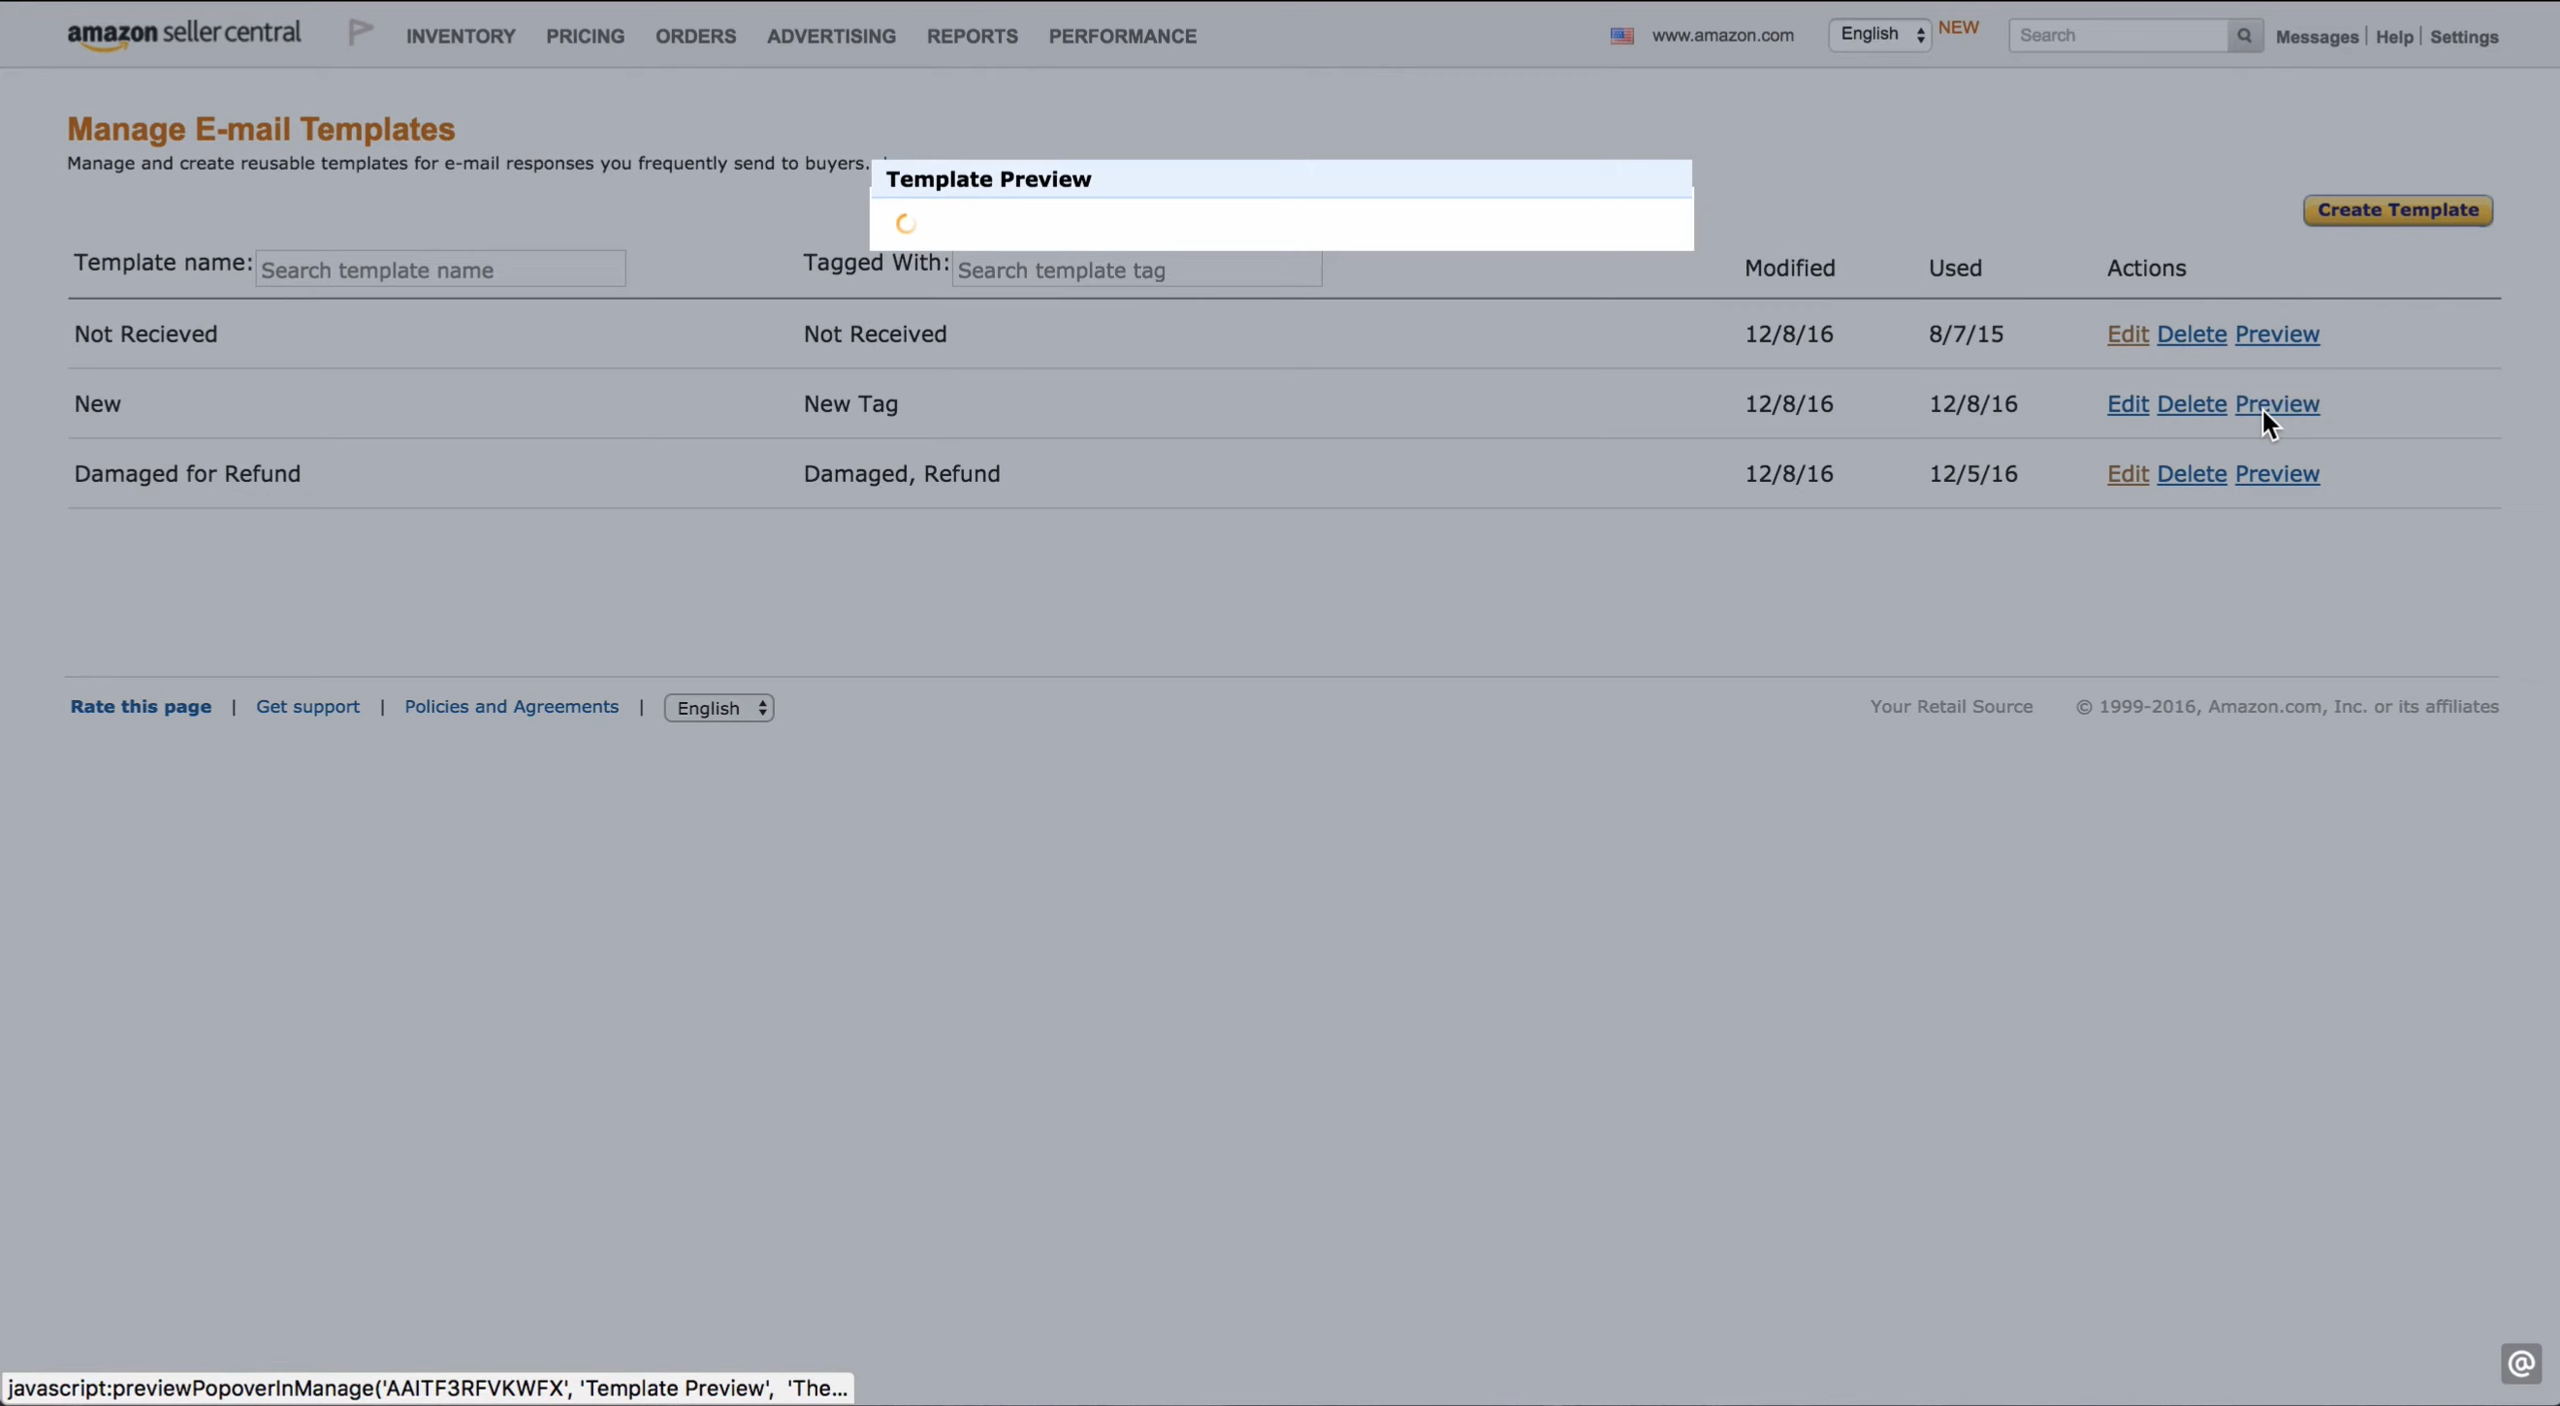 amazon seller central INVENTORY PRICING ORDERS ADVERTISING REPORTS PERFORMANCE www.amazon.com English NEW Search Messages | Help | Settings
Manage E-mail Templates
Manage and create reusable templates for e-mail responses you frequently send to buyers.
Template Preview
Create Template
Template name: Search template name Tagged With: Search template tag Modified Used Actions
Not Recieved Not Received 12/8/16 8/7/15 Edit Delete Preview
New New Tag 12/8/16 12/8/16 Edit Delete Preview
Damaged for Refund Damaged, Refund 12/8/16 12/5/16 Edit Delete Preview
Rate this page | Get support | Policies and Agreements | English Your Retail Source © 1999-2016, Amazon.com, Inc. or its affiliates
@
javascript:previewPopoverInManage('AAITF3RFVKWFX', 'Template Preview', 'The...